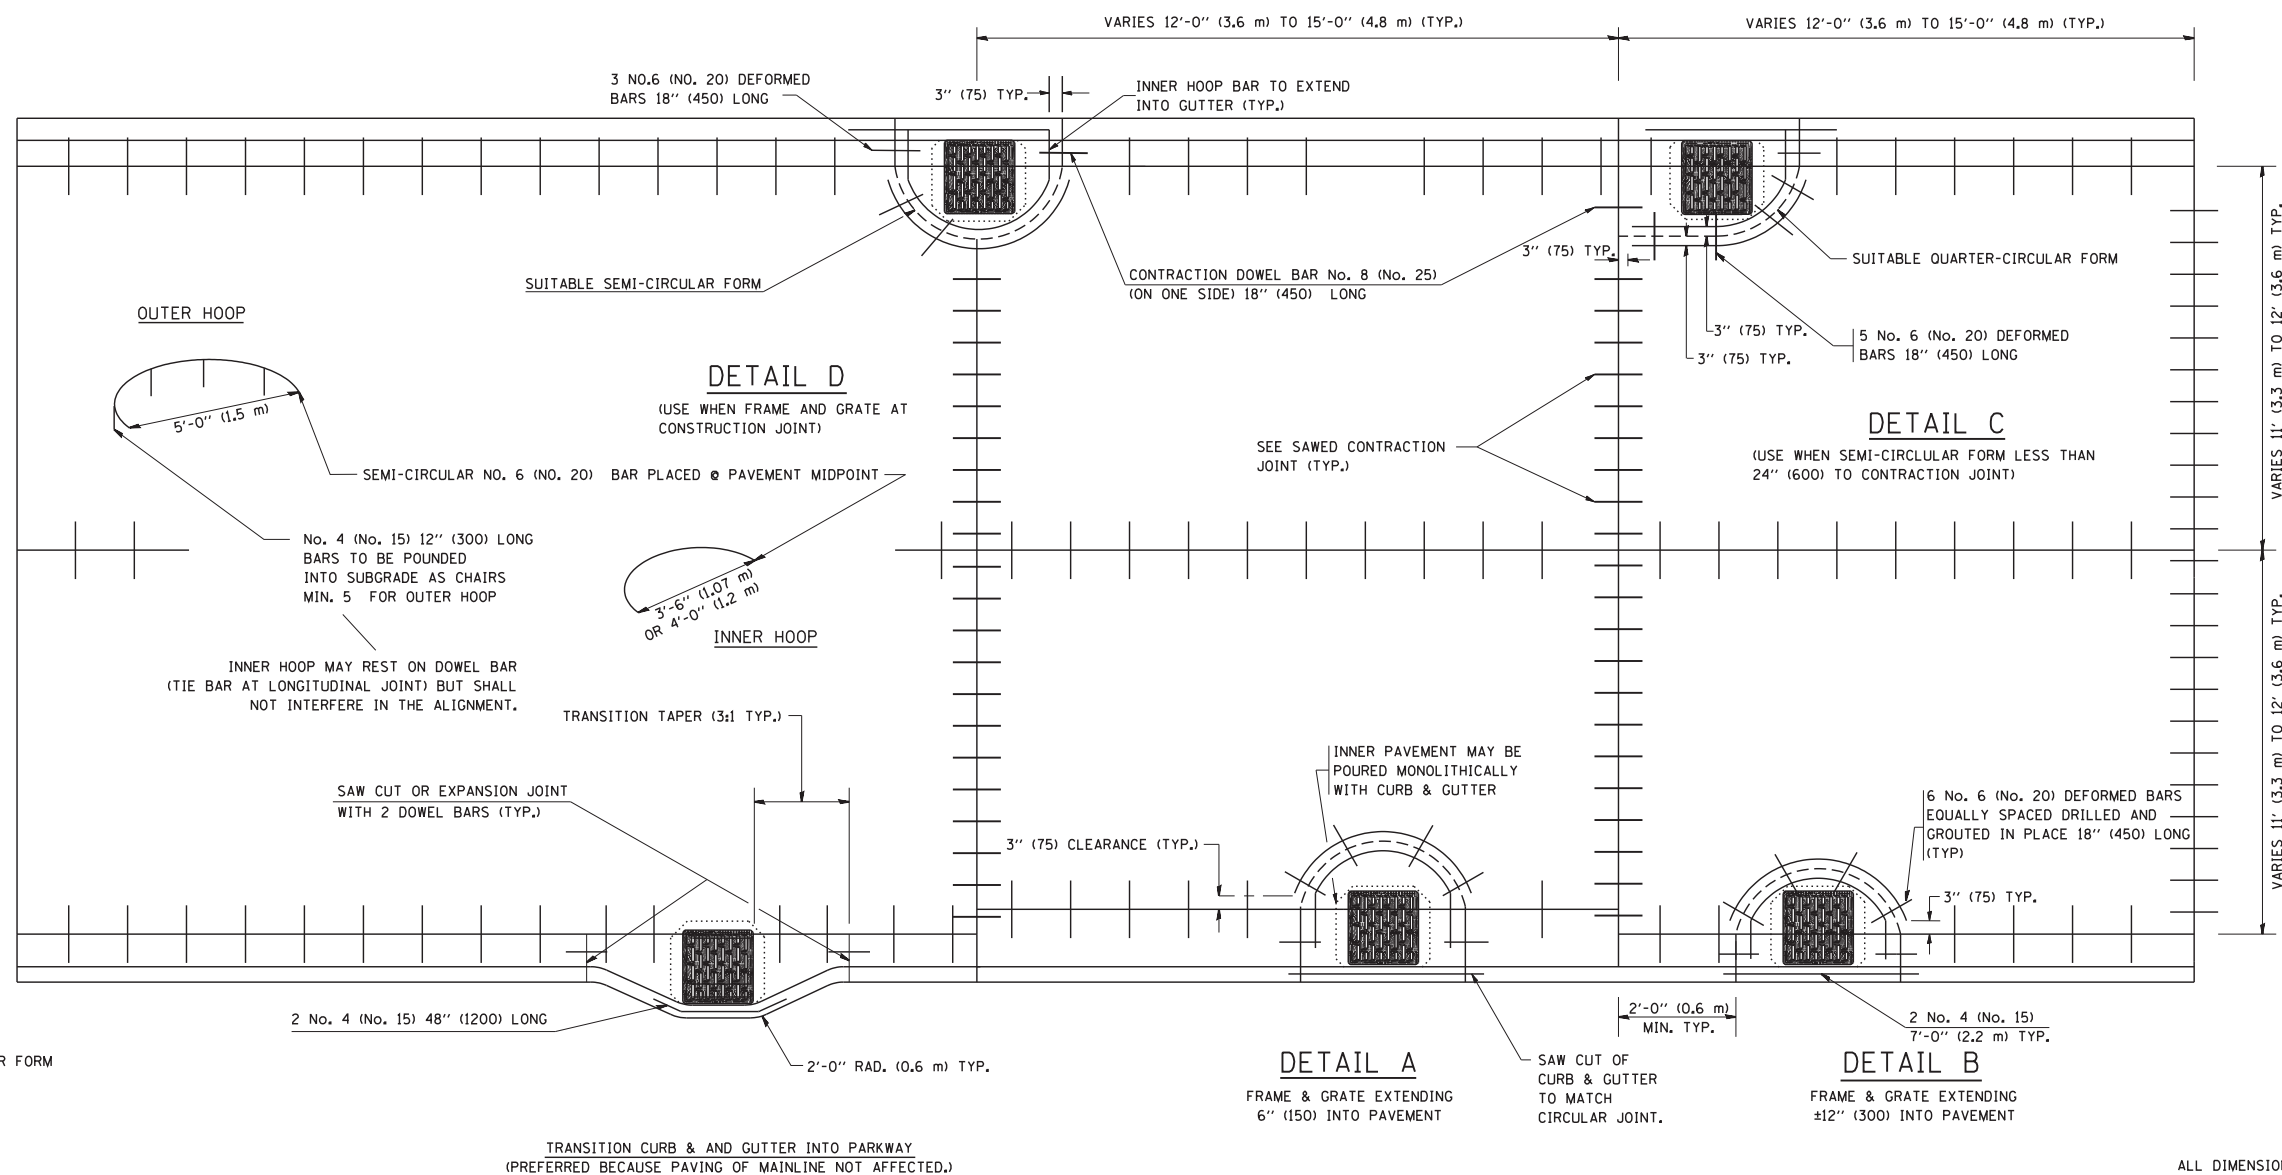 VARIES 12'-0'' (3.6 m) TO 15'-0'' (4.8 m) (TYP.)
VARIES 12'-0'' (3.6 m) TO 15'-0'' (4.8 m) (TYP.)
3 NO.6 (NO. 20) DEFORMED
BARS 18'' (450) LONG
3'' (75) TYP.
INNER HOOP BAR TO EXTEND
INTO GUTTER (TYP.)
SUITABLE SEMI-CIRCULAR FORM
CONTRACTION DOWEL BAR No. 8 (No. 25)
(ON ONE SIDE) 18'' (450) LONG
3'' (75) TYP.
SUITABLE QUARTER-CIRCULAR FORM
3'' (75) TYP.
3'' (75) TYP.
5 No. 6 (No. 20) DEFORMED
BARS 18'' (450) LONG
VARIES 11' (3.3 m) TO 12' (3.6 m) TYP.
OUTER HOOP
5'-0'' (1.5 m)
DETAIL D
(USE WHEN FRAME AND GRATE AT
CONSTRUCTION JOINT)
SEMI-CIRCULAR NO. 6 (NO. 20) BAR PLACED @ PAVEMENT MIDPOINT
SEE SAWED CONTRACTION
JOINT (TYP.)
DETAIL C
(USE WHEN SEMI-CIRCLULAR FORM LESS THAN
24'' (600) TO CONTRACTION JOINT)
No. 4 (No. 15) 12'' (300) LONG
BARS TO BE POUNDED
INTO SUBGRADE AS CHAIRS
MIN. 5 FOR OUTER HOOP
3'-6'' (1.07 m)
OR 4'-0'' (1.2 m)
INNER HOOP
INNER HOOP MAY REST ON DOWEL BAR
(TIE BAR AT LONGITUDINAL JOINT) BUT SHALL
NOT INTERFERE IN THE ALIGNMENT.
VARIES 11' (3.3 m) TO 12' (3.6 m) TYP.
TRANSITION TAPER (3:1 TYP.)
SAW CUT OR EXPANSION JOINT
WITH 2 DOWEL BARS (TYP.)
INNER PAVEMENT MAY BE
POURED MONOLITHICALLY
WITH CURB & GUTTER
3'' (75) CLEARANCE (TYP.)
6 No. 6 (No. 20) DEFORMED BARS
EQUALLY SPACED DRILLED AND
GROUTED IN PLACE 18'' (450) LONG
(TYP)
3'' (75) TYP.
2 No. 4 (No. 15) 48'' (1200) LONG
2'-0'' RAD. (0.6 m) TYP.
2'-0'' (0.6 m)
MIN. TYP.
2 No. 4 (No. 15)
7'-0'' (2.2 m) TYP.
R FORM
DETAIL A
FRAME & GRATE EXTENDING
6'' (150) INTO PAVEMENT
SAW CUT OF
CURB & GUTTER
TO MATCH
CIRCULAR JOINT.
DETAIL B
FRAME & GRATE EXTENDING
±12'' (300) INTO PAVEMENT
TRANSITION CURB & AND GUTTER INTO PARKWAY
(PREFERRED BECAUSE PAVING OF MAINLINE NOT AFFECTED.)
ALL DIMENSIO